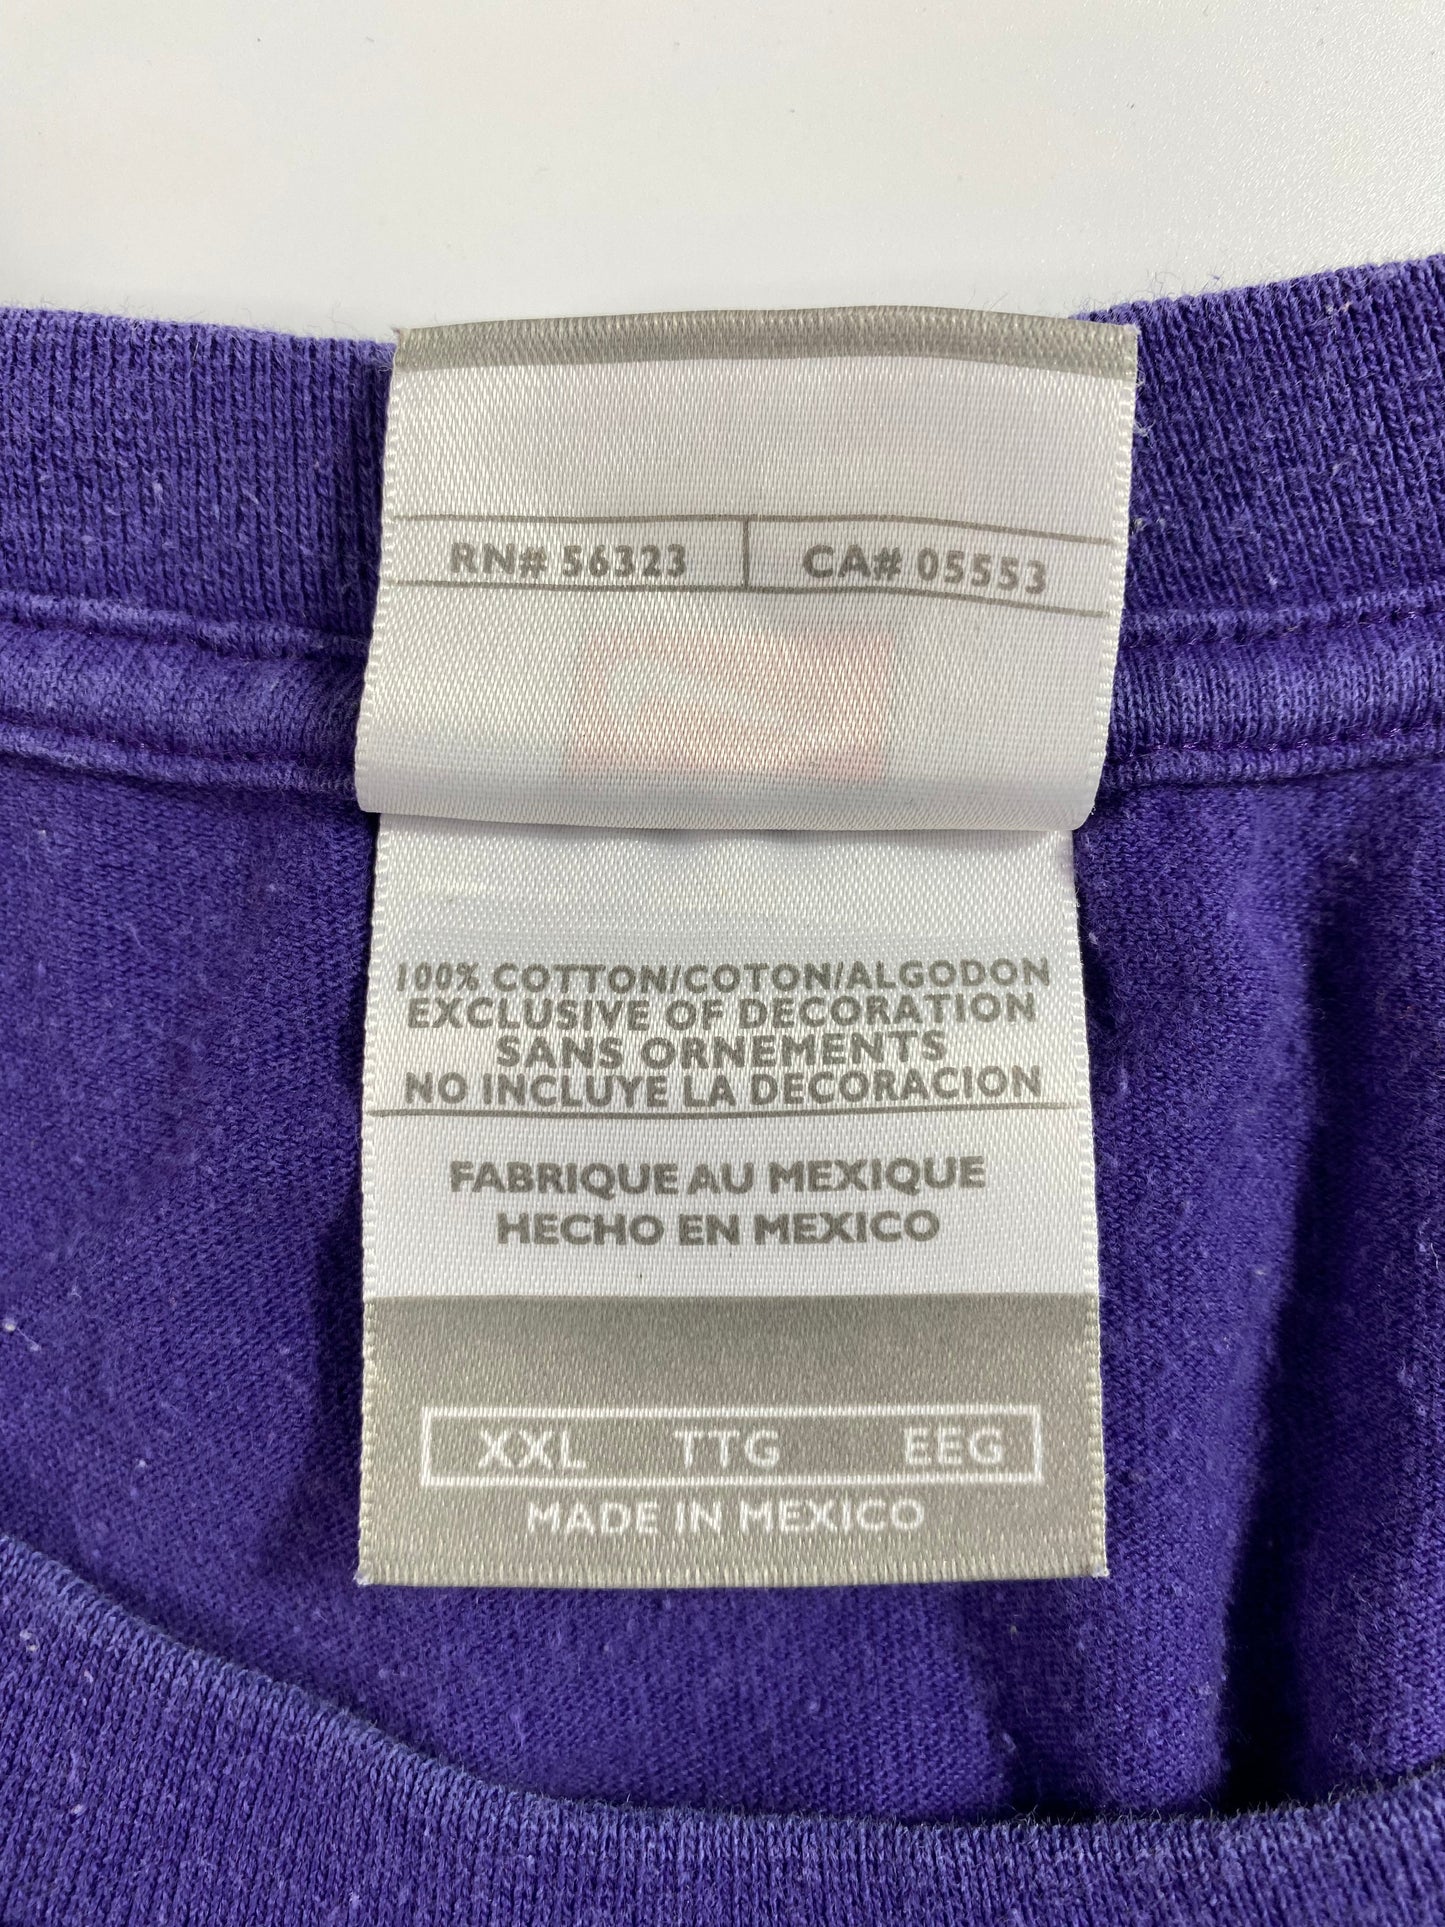 RN# 56323 CA# 05553
100% COTTON/COTON/ALGODON
EXCLUSIVE OF DECORATION
SANS ORNEMENTS
NO INCLUYE LA DECORACION
FABRIQUE AU MEXIQUE
HECHO EN MEXICO
XXL TTG EEG
MADE IN MEXICO